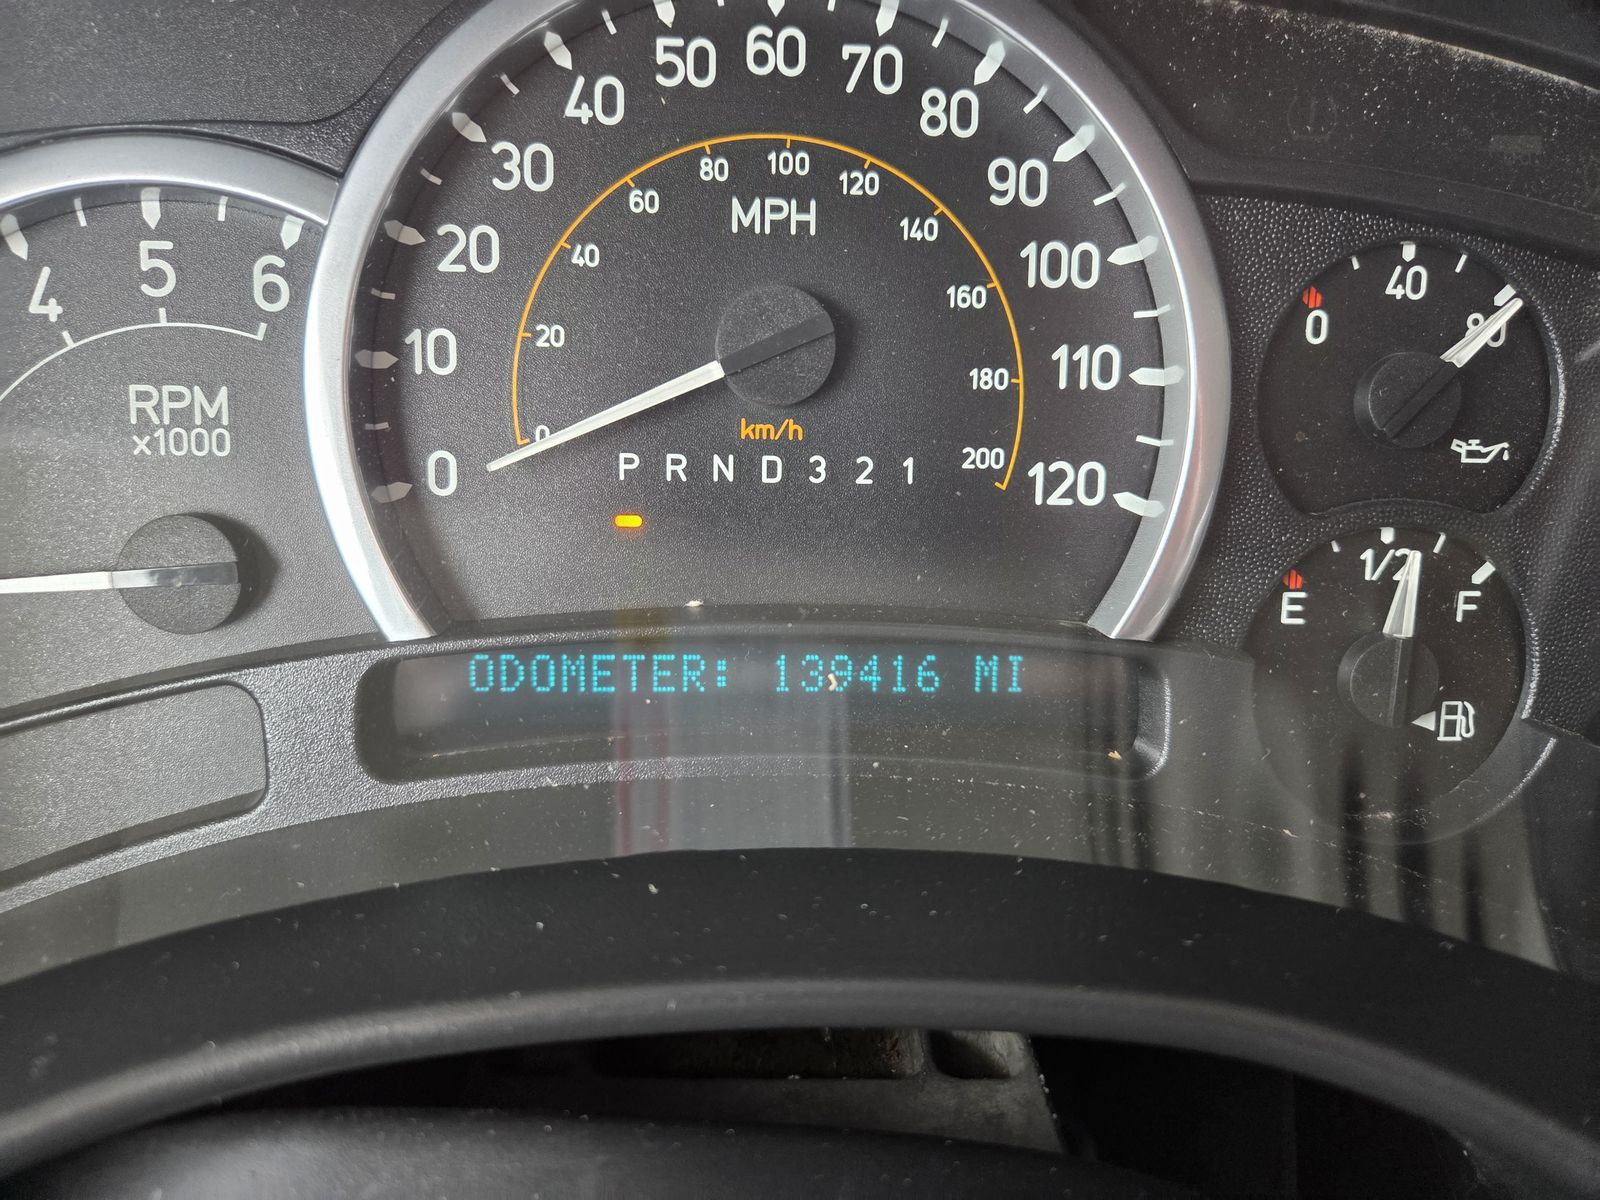 4 5 6
RPM
x1000
0 10 20 30 40 50 60 70 80 90 100 110 120
MPH
0 20 40 60 80 100 120 140 160 180 200
km/h
P R N D 3 2 1
ODOMETER: 139416 MI
0 40 80
E 1/2 F